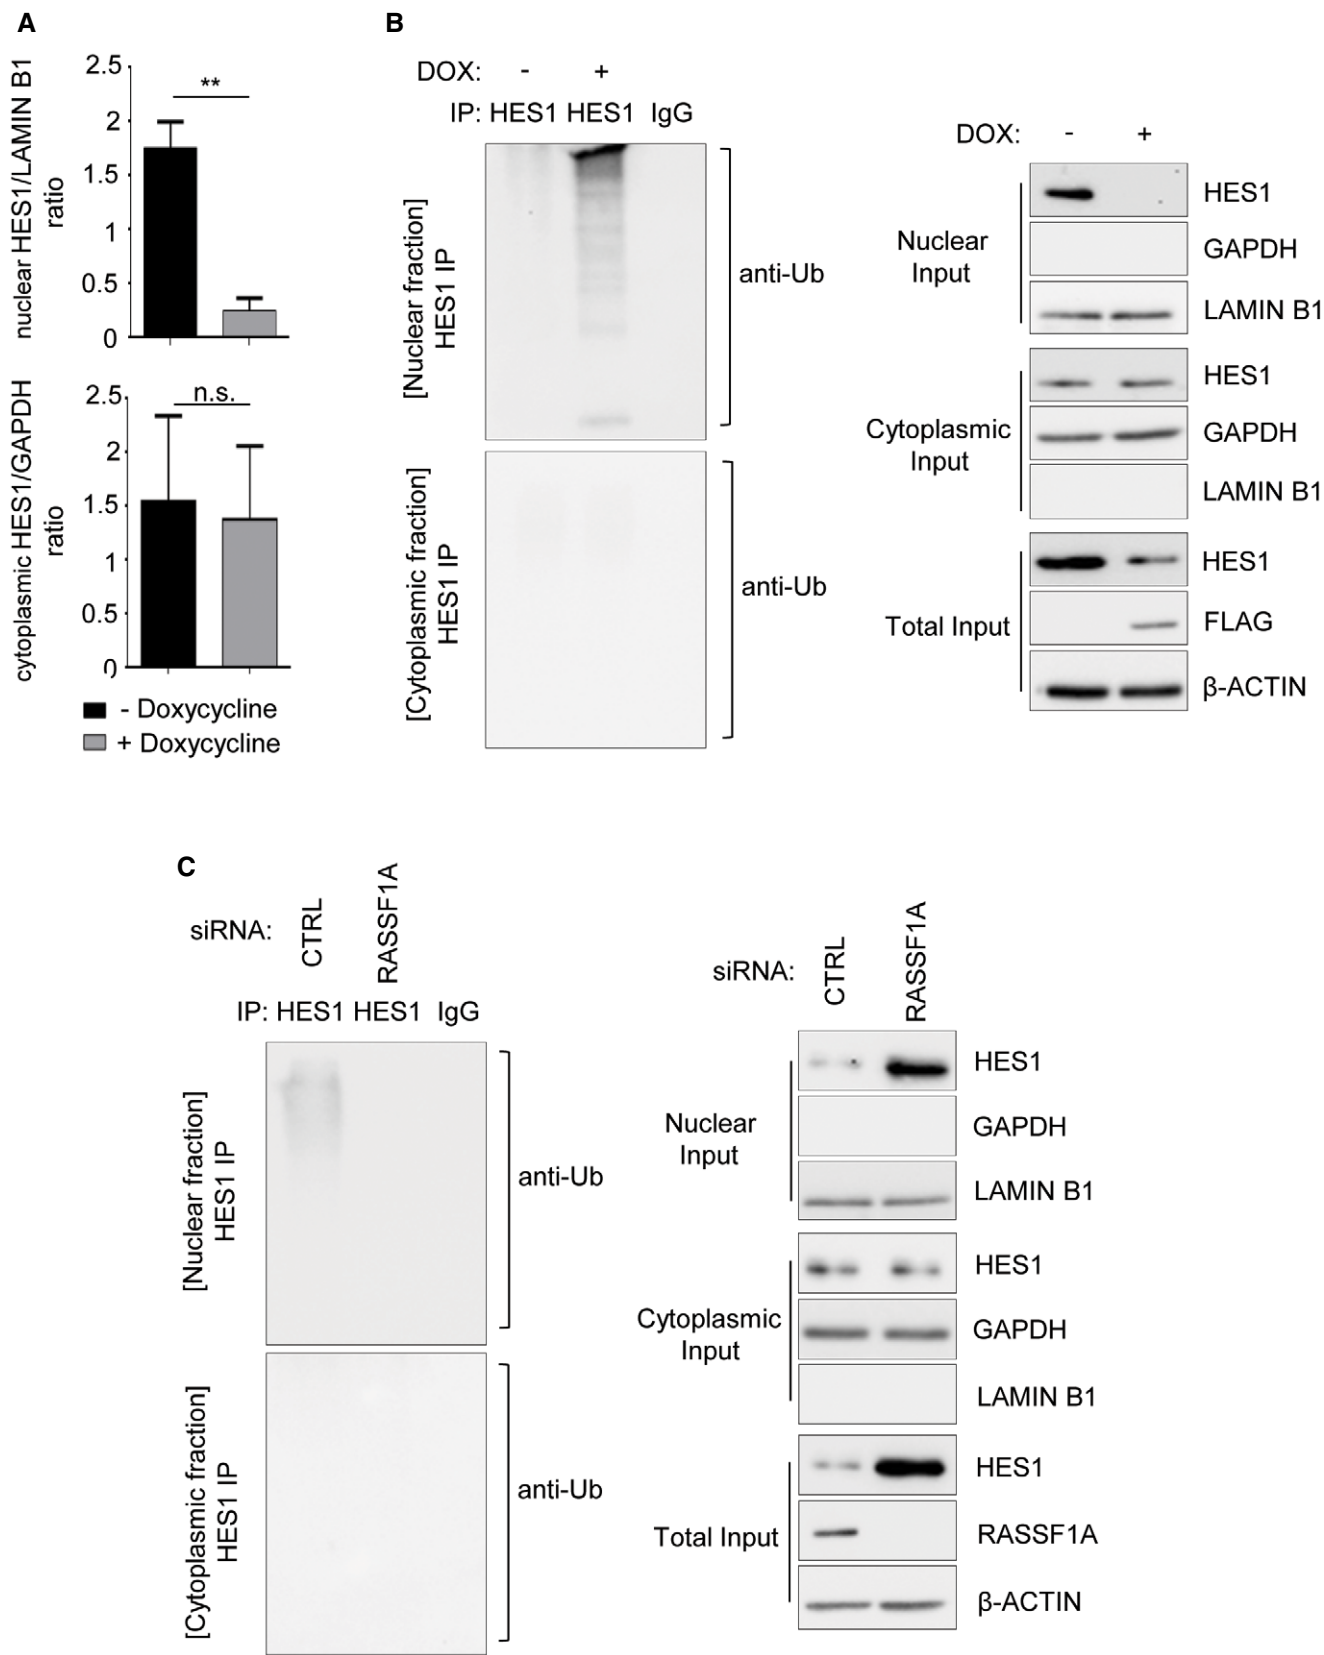 A
nuclear HES1/LAMIN B1
ratio
2.5
2
1.5
1
0.5
0
**
cytoplasmic HES1/GAPDH
ratio
2.5
2
1.5
1
0.5
0
n.s.
- Doxycycline
+ Doxycycline
B
DOX: - +
IP: HES1 HES1 IgG
[Nuclear fraction]
HES1 IP
anti-Ub
[Cytoplasmic fraction]
HES1 IP
anti-Ub
DOX: - +
Nuclear
Input
HES1
GAPDH
LAMIN B1
Cytoplasmic
Input
HES1
GAPDH
LAMIN B1
Total Input
HES1
FLAG
β-ACTIN
C
siRNA: CTRL RASSF1A
IP: HES1 HES1 IgG
[Nuclear fraction]
HES1 IP
anti-Ub
[Cytoplasmic fraction]
HES1 IP
anti-Ub
siRNA: CTRL RASSF1A
Nuclear
Input
HES1
GAPDH
LAMIN B1
Cytoplasmic
Input
HES1
GAPDH
LAMIN B1
Total Input
HES1
RASSF1A
β-ACTIN